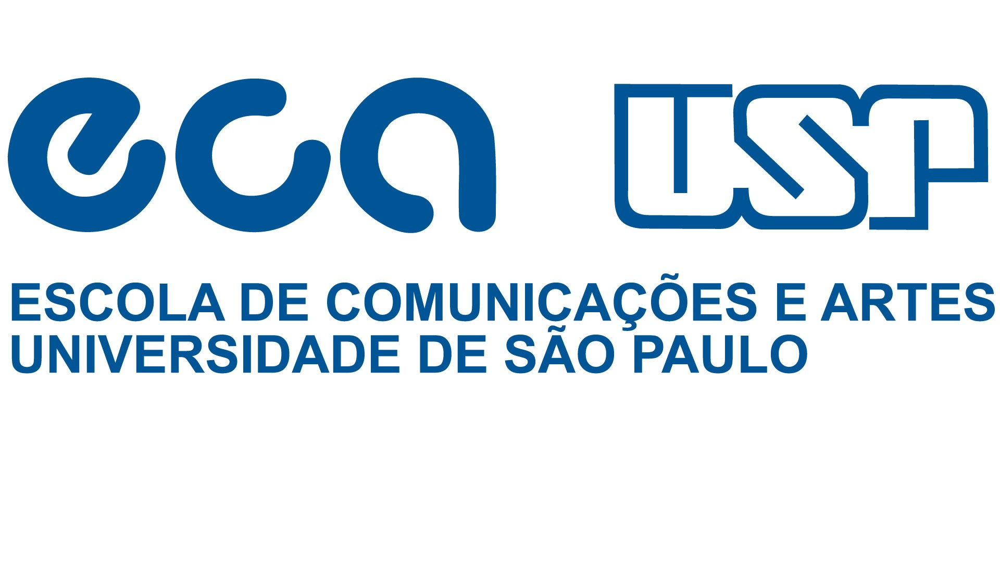 eca USP
ESCOLA DE COMUNICAÇÕES E ARTES
UNIVERSIDADE DE SÃO PAULO